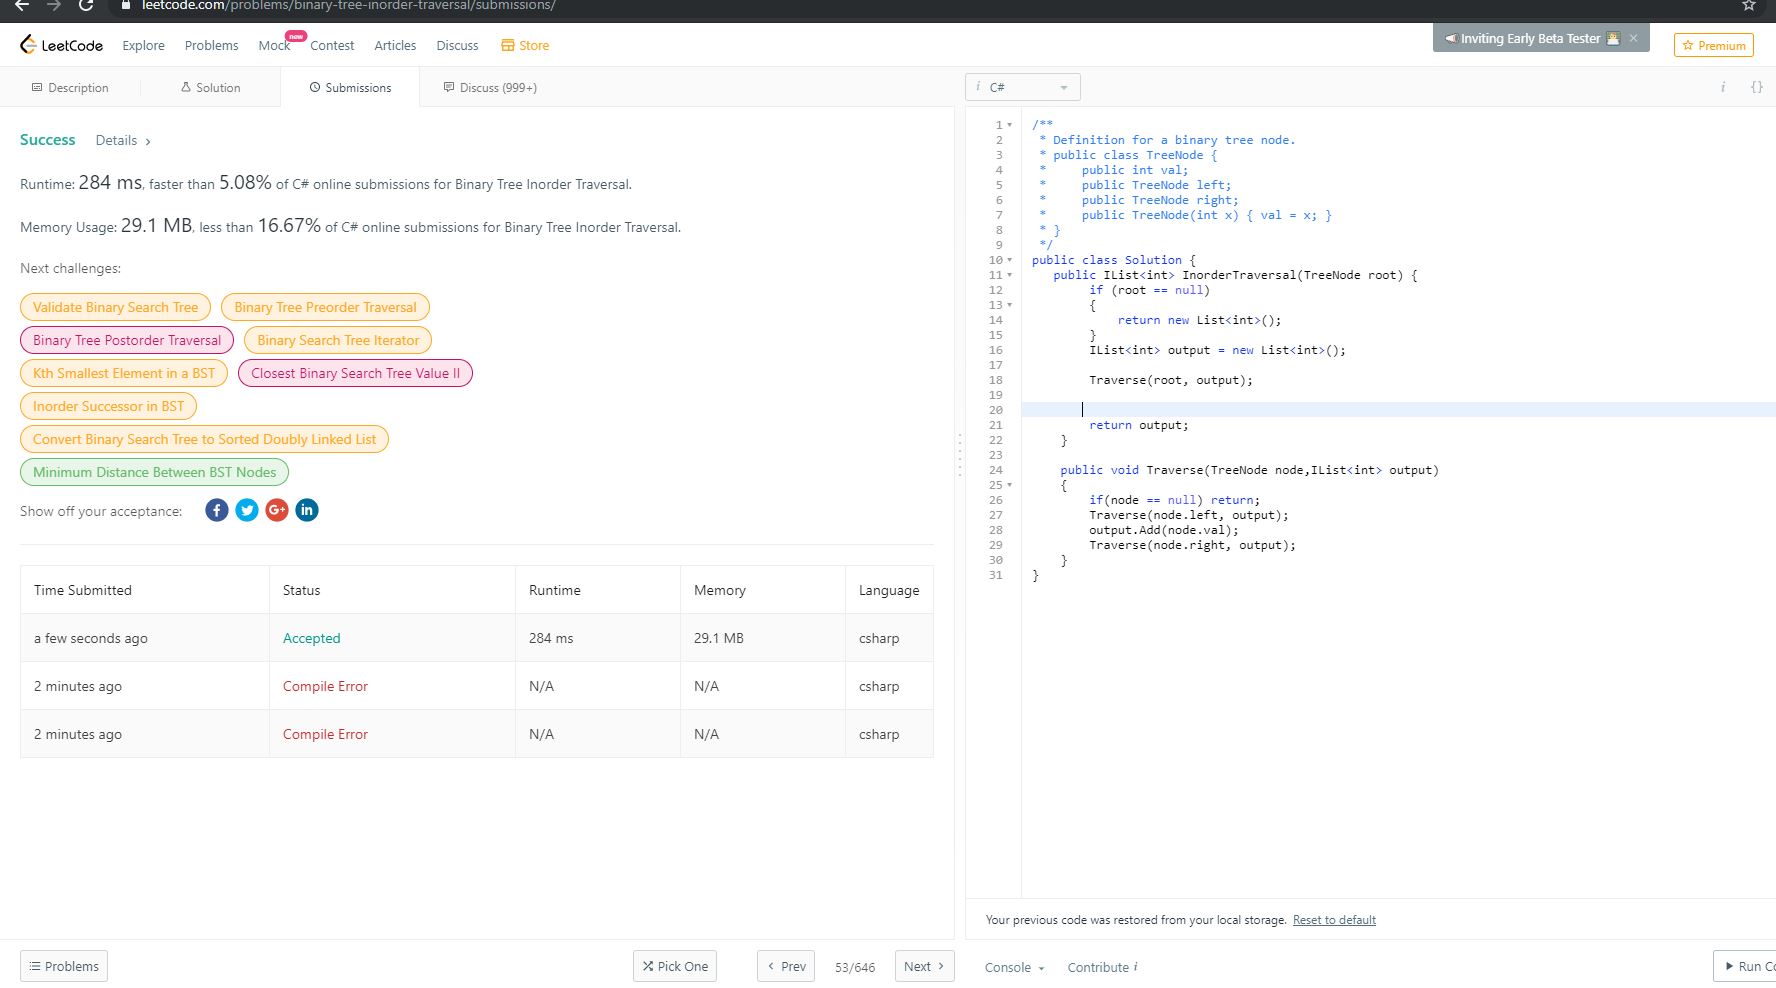 leetcode.com/problems/binary-tree-inorder-traversal/submissions/
LeetCode Explore Problems Mock new Contest Articles Discuss Store
Inviting Early Beta Tester ×
Premium
Description Solution Submissions Discuss (999+)
i C#
i {}
Success Details >
Runtime: 284 ms, faster than 5.08% of C# online submissions for Binary Tree Inorder Traversal.
Memory Usage: 29.1 MB, less than 16.67% of C# online submissions for Binary Tree Inorder Traversal.
Next challenges:
Validate Binary Search Tree Binary Tree Preorder Traversal
Binary Tree Postorder Traversal Binary Search Tree Iterator
Kth Smallest Element in a BST Closest Binary Search Tree Value II
Inorder Successor in BST
Convert Binary Search Tree to Sorted Doubly Linked List
Minimum Distance Between BST Nodes
Show off your acceptance: f G+ in
Time Submitted Status Runtime Memory Language
a few seconds ago Accepted 284 ms 29.1 MB csharp
2 minutes ago Compile Error N/A N/A csharp
2 minutes ago Compile Error N/A N/A csharp
1 /**
2 * Definition for a binary tree node.
3 * public class TreeNode {
4 * public int val;
5 * public TreeNode left;
6 * public TreeNode right;
7 * public TreeNode(int x) { val = x; }
8 * }
9 */
10 public class Solution {
11 public IList<int> InorderTraversal(TreeNode root) {
12 if (root == null)
13 {
14 return new List<int>();
15 }
16 IList<int> output = new List<int>();
17
18 Traverse(root, output);
19
20
21 return output;
22 }
23
24 public void Traverse(TreeNode node,IList<int> output)
25 {
26 if(node == null) return;
27 Traverse(node.left, output);
28 output.Add(node.val);
29 Traverse(node.right, output);
30 }
31 }
Your previous code was restored from your local storage. Reset to default
Problems Pick One < Prev 53/646 Next >
Console Contribute i Run Co